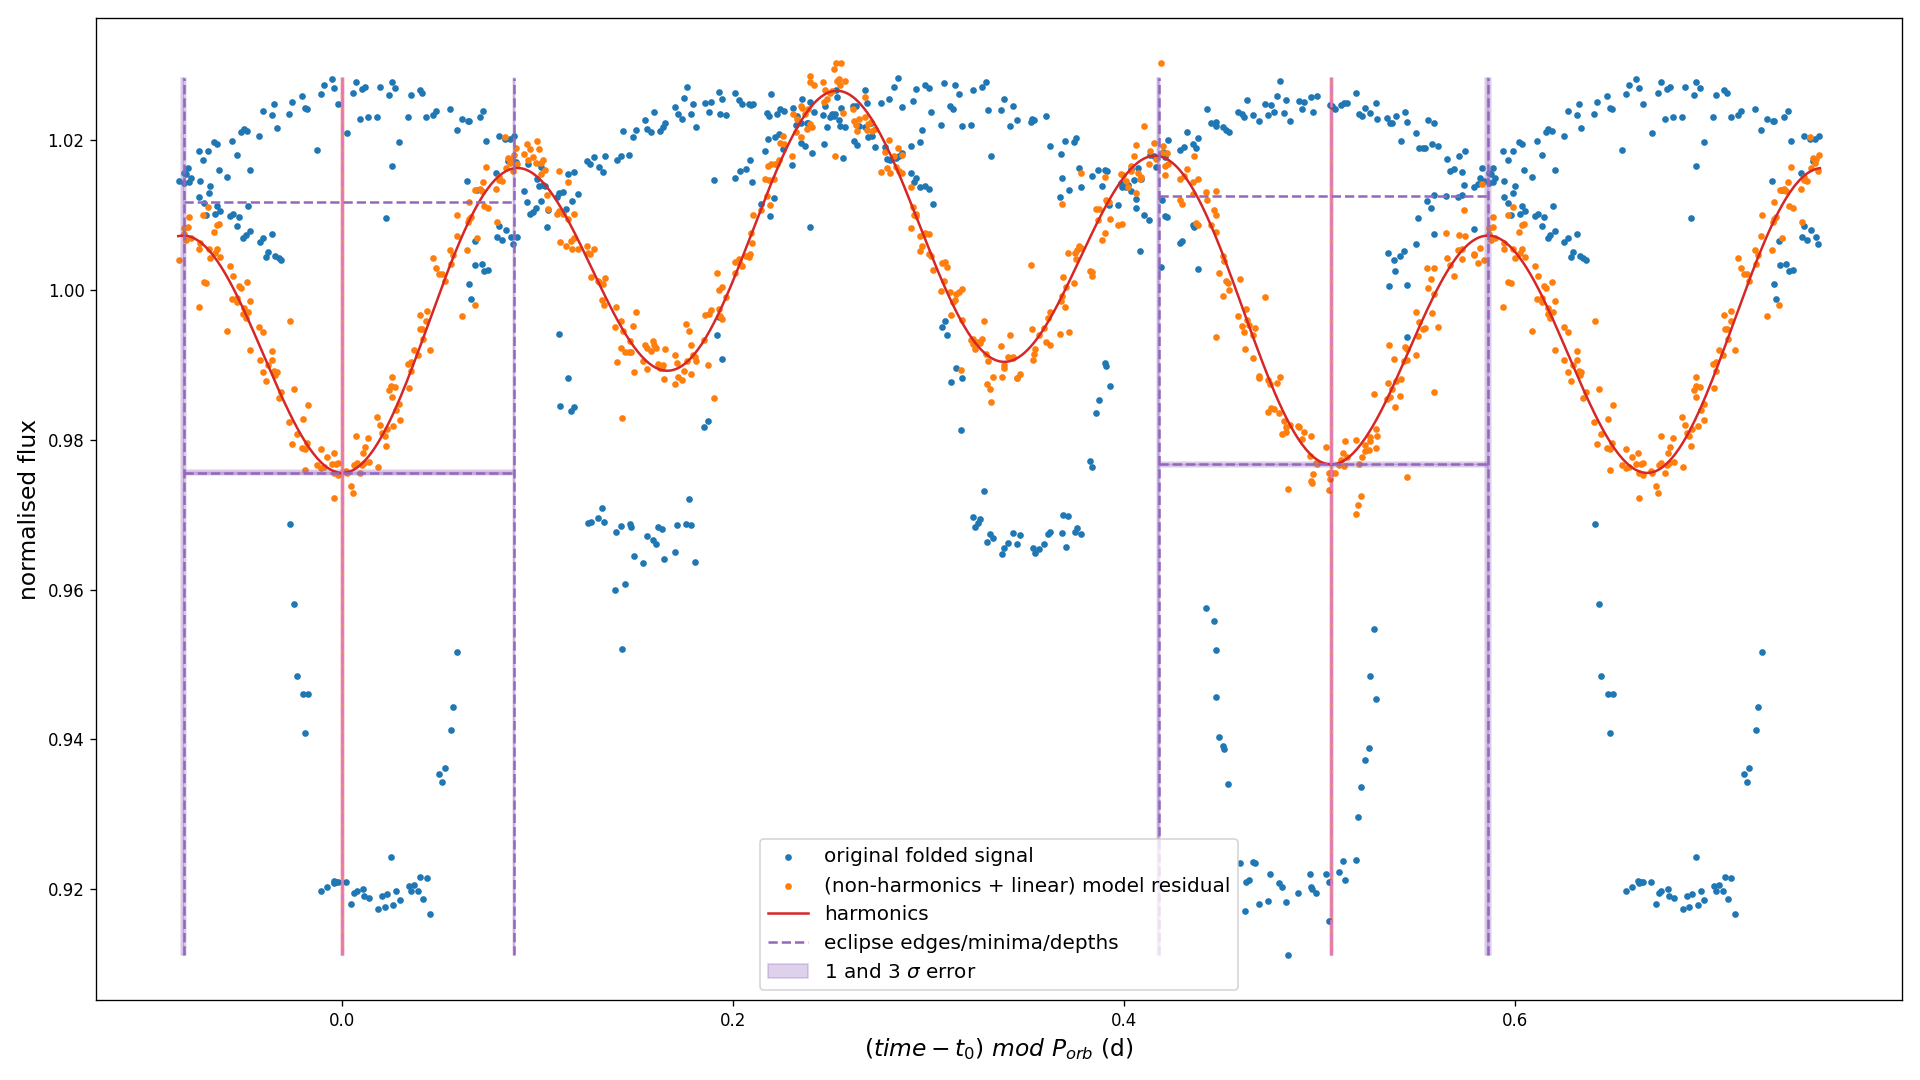 normalised flux
1.02
1.00
0.98
0.96
0.94
0.92
original folded signal
(non-harmonics + linear) model residual
harmonics
eclipse edges/minima/depths
1 and 3 σ error
0.0 0.2 0.4 0.6
(time − t₀) mod Pₒᵣᵦ (d)